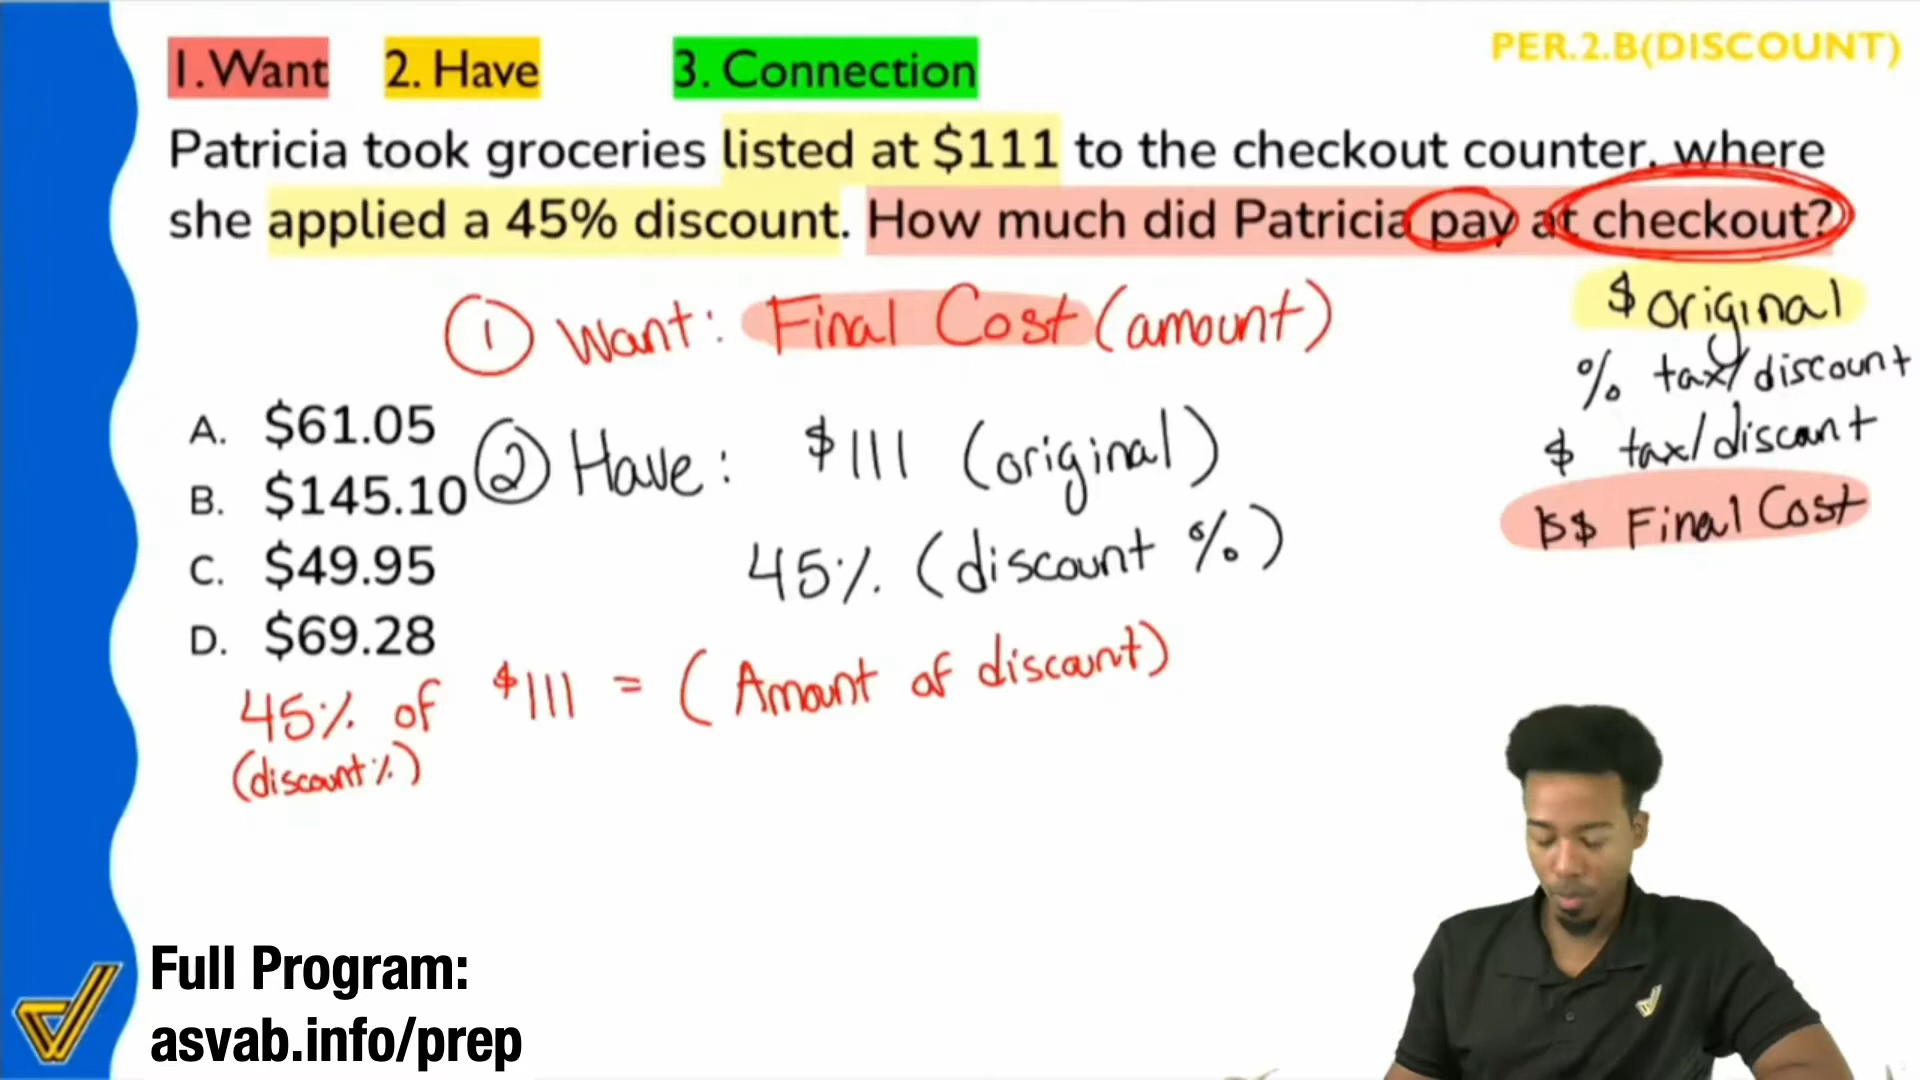 1. Want 2. Have 3. Connection
PER.2.B(DISCOUNT)
Patricia took groceries listed at $111 to the checkout counter, where
she applied a 45% discount. How much did Patricia pay at checkout?
① Want: Final Cost (amount)
$ original
% tax/discount
$ tax/discount
$$ Final Cost
A. $61.05
B. $145.10
C. $49.95
D. $69.28
② Have: $111 (original)
45% (discount %)
45% of $111 = (Amount of discount)
(discount %)
Full Program:
asvab.info/prep